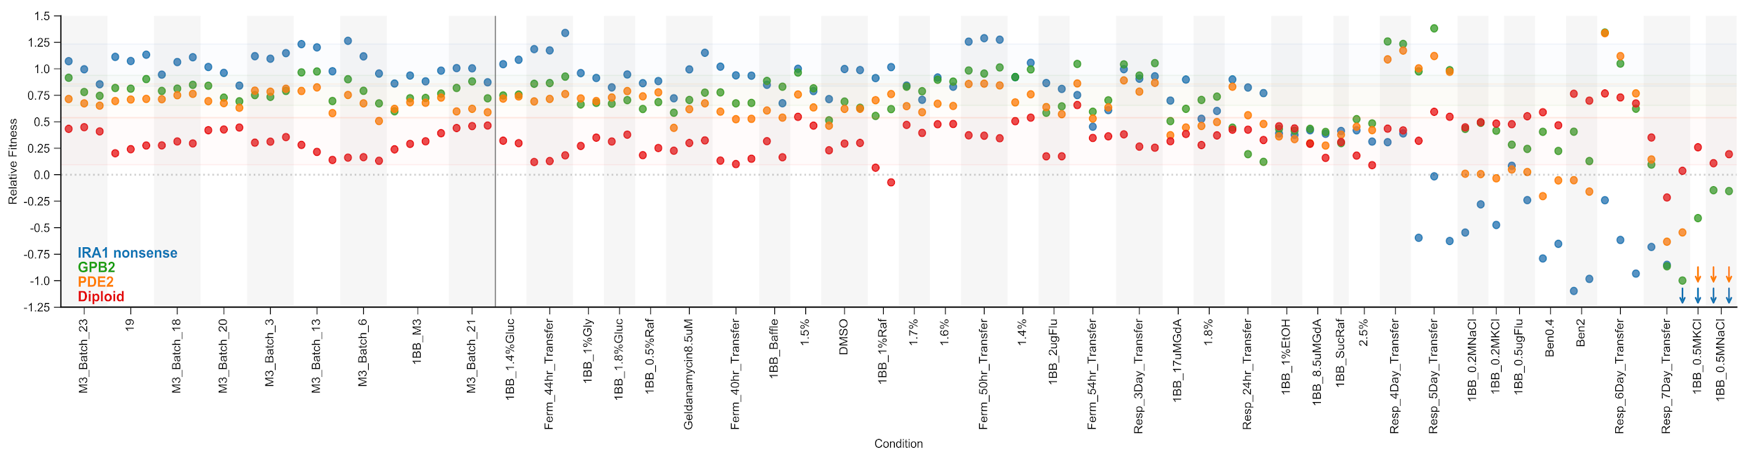 1.5
1.25
1.0
0.75
0.5
0.25
0.0
-0.25
-0.5
-0.75
-1.0
-1.25
Relative Fitness
IRA1 nonsense
GPB2
PDE2
Diploid
M3_Batch_23
19
M3_Batch_18
M3_Batch_20
M3_Batch_3
M3_Batch_13
M3_Batch_6
1BB_M3
M3_Batch_21
1BB_1.4%Gluc
Ferm_44hr_Transfer
1BB_1%Gly
1BB_1.8%Gluc
1BB_0.5%Raf
Geldanamycin8.5uM
Ferm_40hr_Transfer
1BB_Baffle
1.5%
DMSO
1BB_1%Raf
1.7%
1.6%
Ferm_50hr_Transfer
1.4%
1BB_2ugFlu
Ferm_54hr_Transfer
Resp_3Day_Transfer
1BB_17uMGdA
1.8%
Resp_24hr_Transfer
1BB_1%EtOH
1BB_8.5uMGdA
1BB_SucRaf
2.5%
Resp_4Day_Transfer
Resp_5Day_Transfer
1BB_0.2MNaCl
1BB_0.2MKCl
1BB_0.5ugFlu
Ben0.4
Ben2
Resp_6Day_Transfer
Resp_7Day_Transfer
1BB_0.5MKCl
1BB_0.5MNaCl
Condition